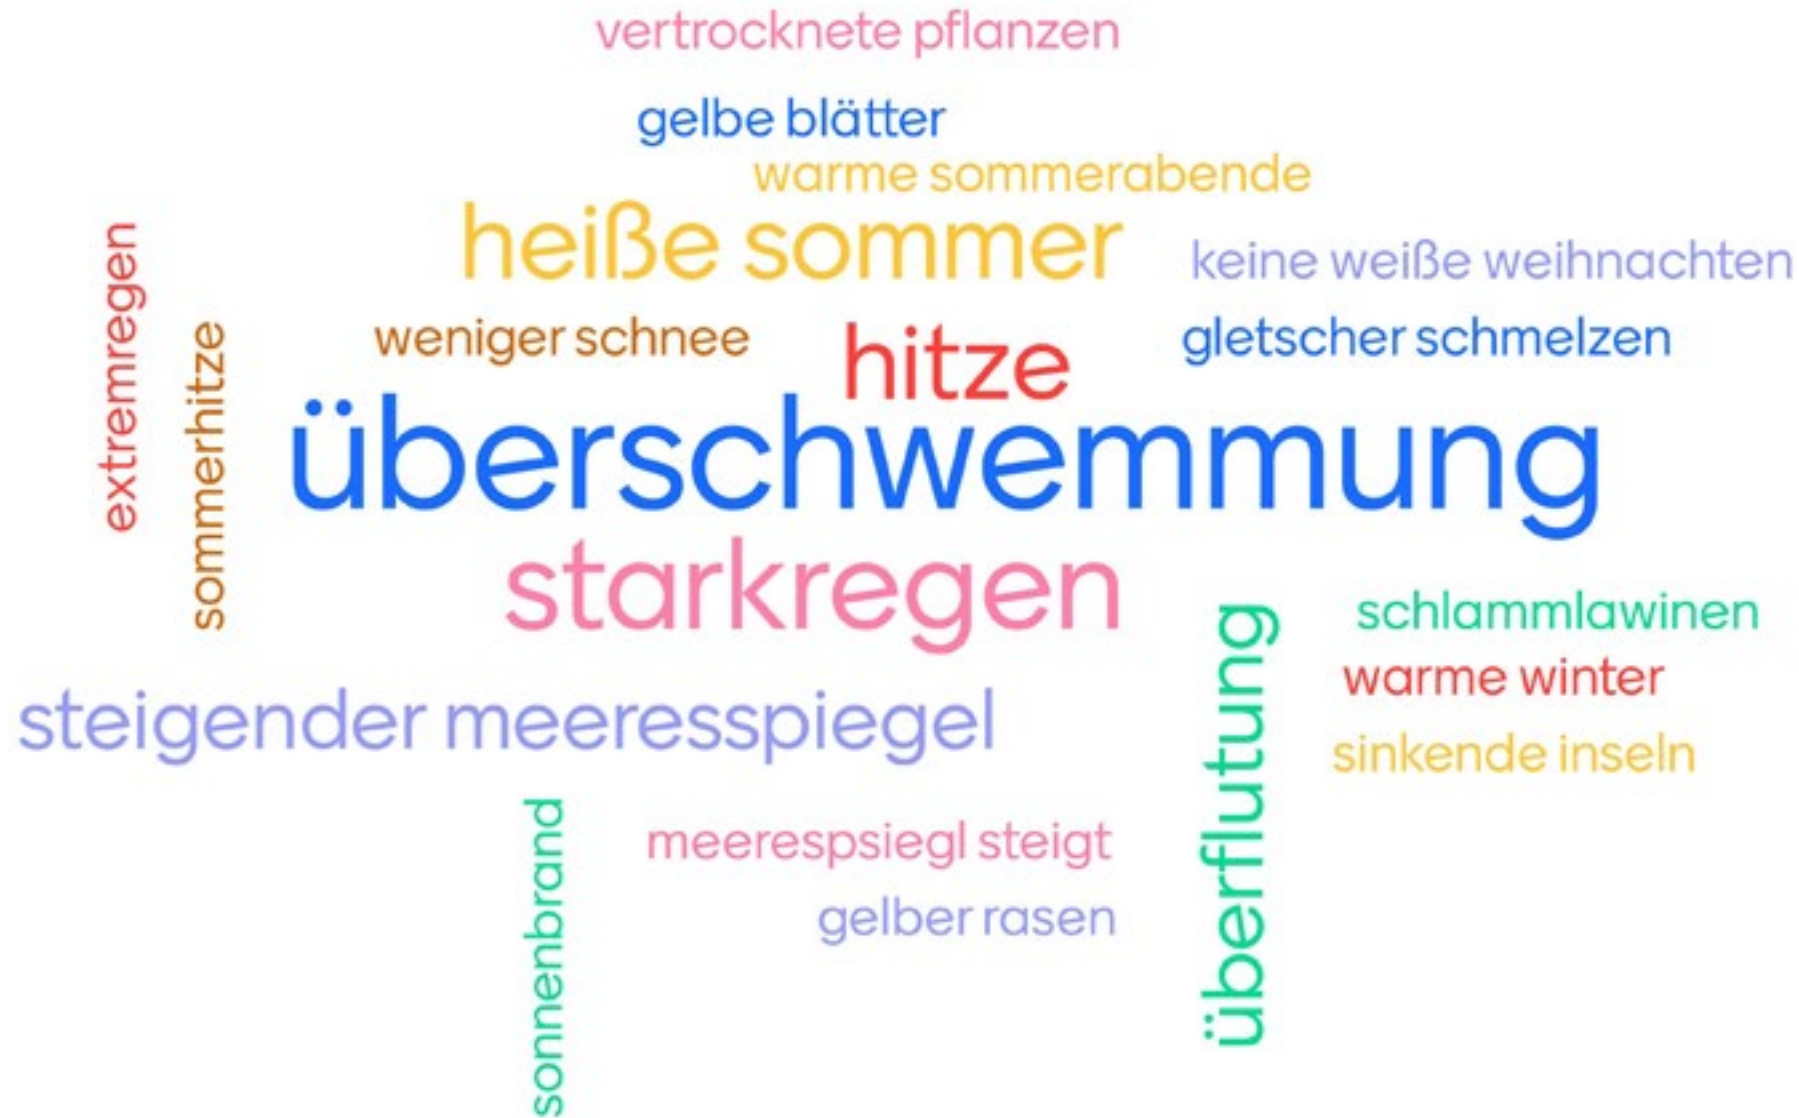 vertrocknete pflanzen
gelbe blätter
warme sommerabende
heiße sommer
keine weiße weihnachten
extremregen
sommerhitze
weniger schnee
hitze
gletscher schmelzen
überschwemmung
starkregen
schlammlawinen
warme winter
sinkende inseln
überflutung
steigender meeresspiegel
sonnenbrand
meerespsiegl steigt
gelber rasen